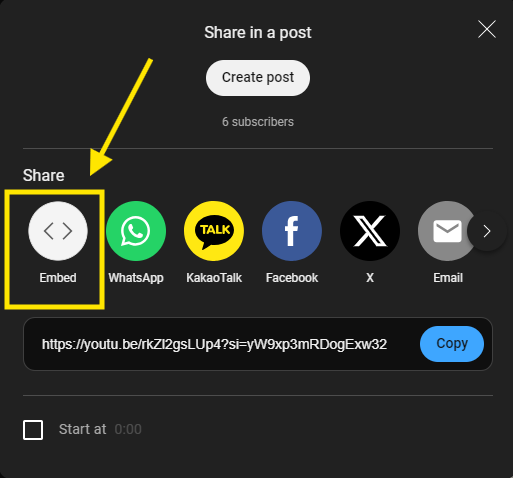 Share in a post
Create post
6 subscribers
Share
TALK
Embed
WhatsApp
KakaoTalk
Facebook
X
Email
https://youtu.be/rkZl2gsLUp4?si=yW9xp3mRDogExw32
Copy
Start at 0:00